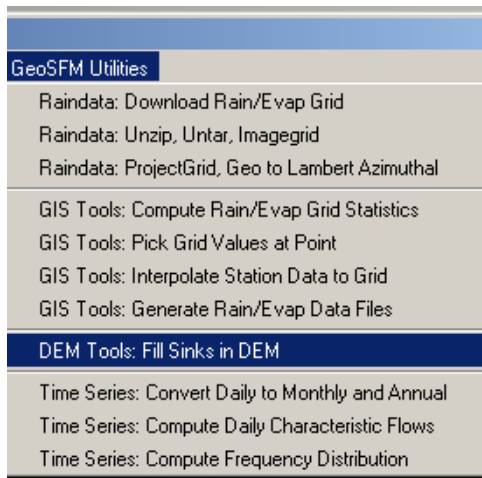 GeoSFM Utilities
Raindata: Download Rain/Evap Grid
Raindata: Unzip, Untar, Imagegrid
Raindata: ProjectGrid, Geo to Lambert Azimuthal
GIS Tools: Compute Rain/Evap Grid Statistics
GIS Tools: Pick Grid Values at Point
GIS Tools: Interpolate Station Data to Grid
GIS Tools: Generate Rain/Evap Data Files
DEM Tools: Fill Sinks in DEM
Time Series: Convert Daily to Monthly and Annual
Time Series: Compute Daily Characteristic Flows
Time Series: Compute Frequency Distribution